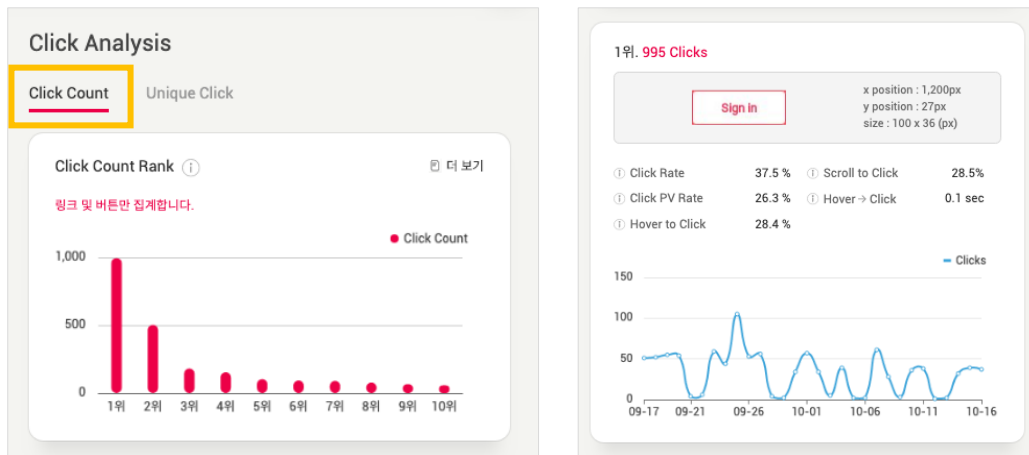 Click Analysis
Click Count
Unique Click
Click Count Rank
더 보기
링크 및 버튼만 집계합니다.
Click Count
1,000
500
0
1위 2위 3위 4위 5위 6위 7위 8위 9위 10위
1위. 995 Clicks
Sign in
x position : 1,200px
y position : 27px
size : 100 x 36 (px)
Click Rate 37.5 % Scroll to Click 28.5%
Click PV Rate 26.3 % Hover → Click 0.1 sec
Hover to Click 28.4 %
Clicks
150
100
50
0
09-17 09-21 09-26 10-01 10-06 10-11 10-16